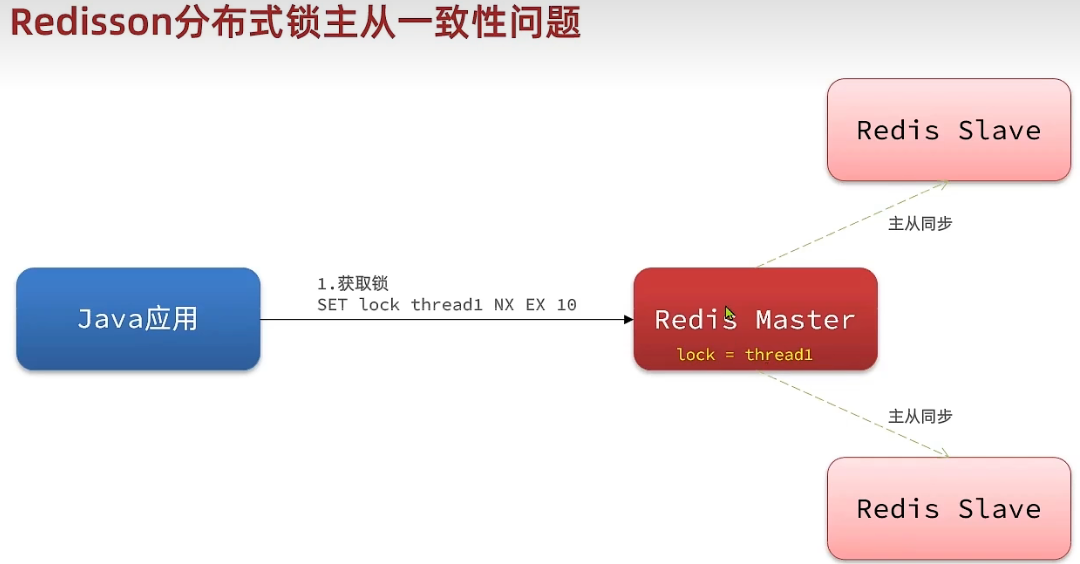 Redisson分布式锁主从一致性问题
Redis Slave
主从同步
1.获取锁
SET lock thread1 NX EX 10
Java应用
Redis Master
lock = thread1
主从同步
Redis Slave